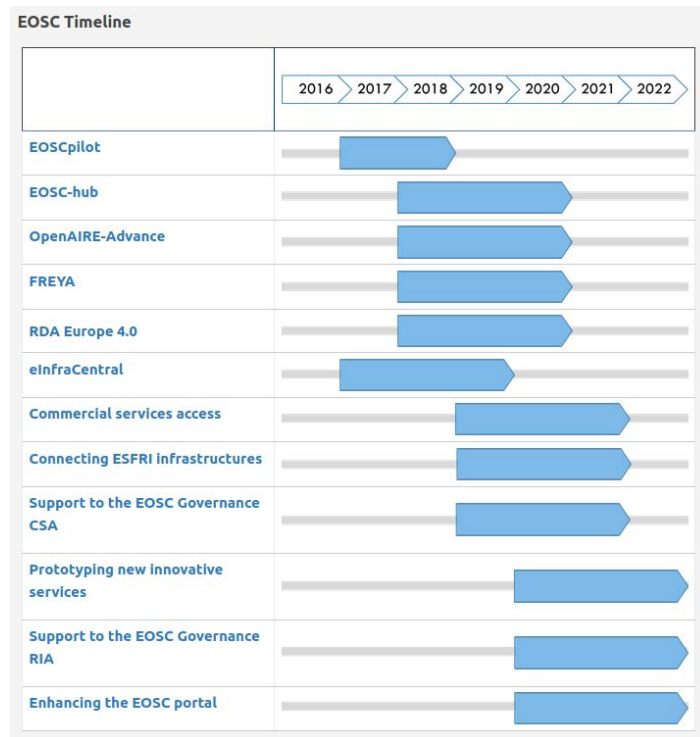 EOSC Timeline
2016 2017 2018 2019 2020 2021 2022
EOSCpilot
EOSC-hub
OpenAIRE-Advance
FREYA
RDA Europe 4.0
eInfraCentral
Commercial services access
Connecting ESFRI infrastructures
Support to the EOSC Governance
CSA
Prototyping new innovative
services
Support to the EOSC Governance
RIA
Enhancing the EOSC portal